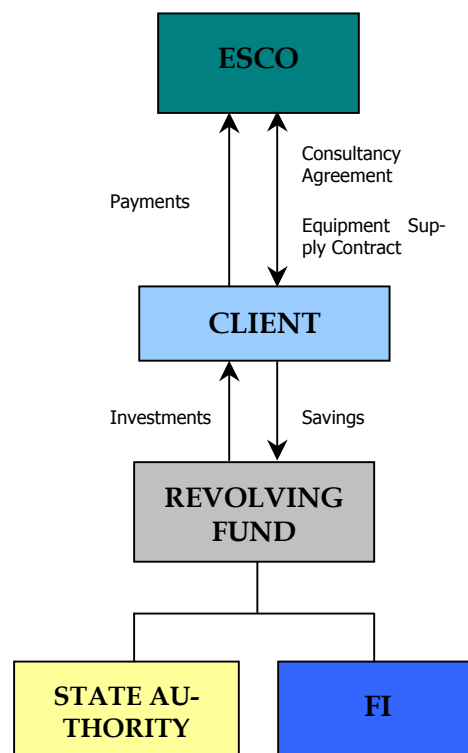 ESCO
Consultancy
Agreement
Payments
Equipment Sup-
ply Contract
CLIENT
Investments
Savings
REVOLVING
FUND
STATE AU-
THORITY
FI